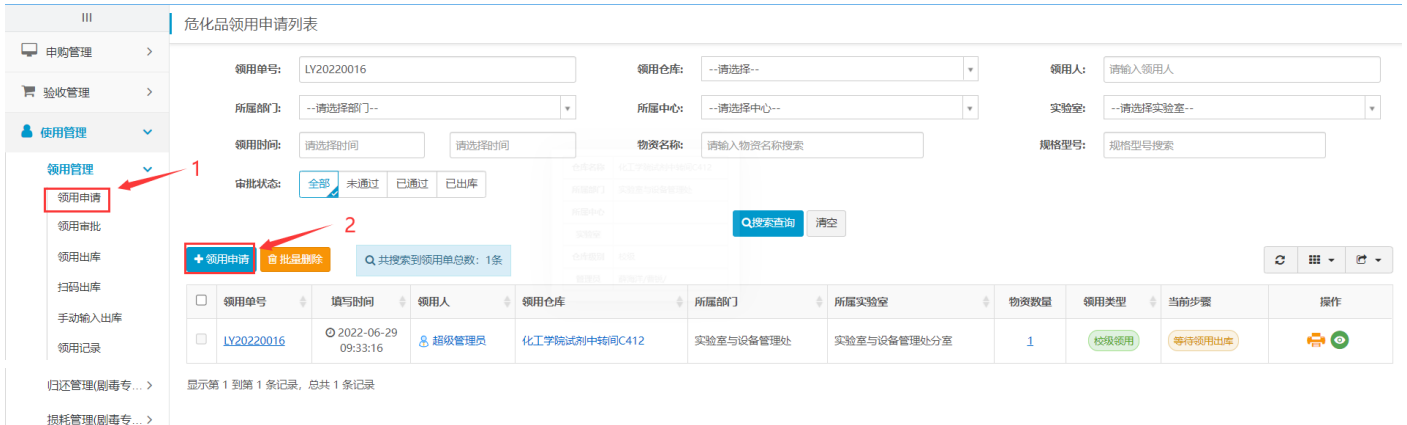 危化品领用申请列表
申购管理
验收管理
使用管理
领用管理
领用申请
领用审批
领用出库
扫码出库
手动输入出库
领用记录
归还管理(剧毒专...
损耗管理(剧毒专...
1
领用单号: LY20220016 领用仓库: --请选择-- 领用人: 请输入领用人
所属部门: --请选择部门-- 所属中心: --请选择中心-- 实验室: --请选择实验室--
领用时间: 请选择时间 请选择时间 物资名称: 请输入物资名称搜索 规格型号: 规格型号搜索
审批状态: 全部 未通过 已通过 已出库
搜索查询 清空
2
领用申请 批量删除 共搜索到领用单总数: 1条
领用单号 填写时间 领用人 领用仓库 所属部门 所属实验室 物资数量 领用类型 当前步骤 操作
LY20220016 2022-06-29 09:33:16 超级管理员 化工学院试剂中转间C412 实验室与设备管理处 实验室与设备管理处分室 1 校级领用 等待领用出库
显示第 1 到第 1 条记录，总共 1 条记录